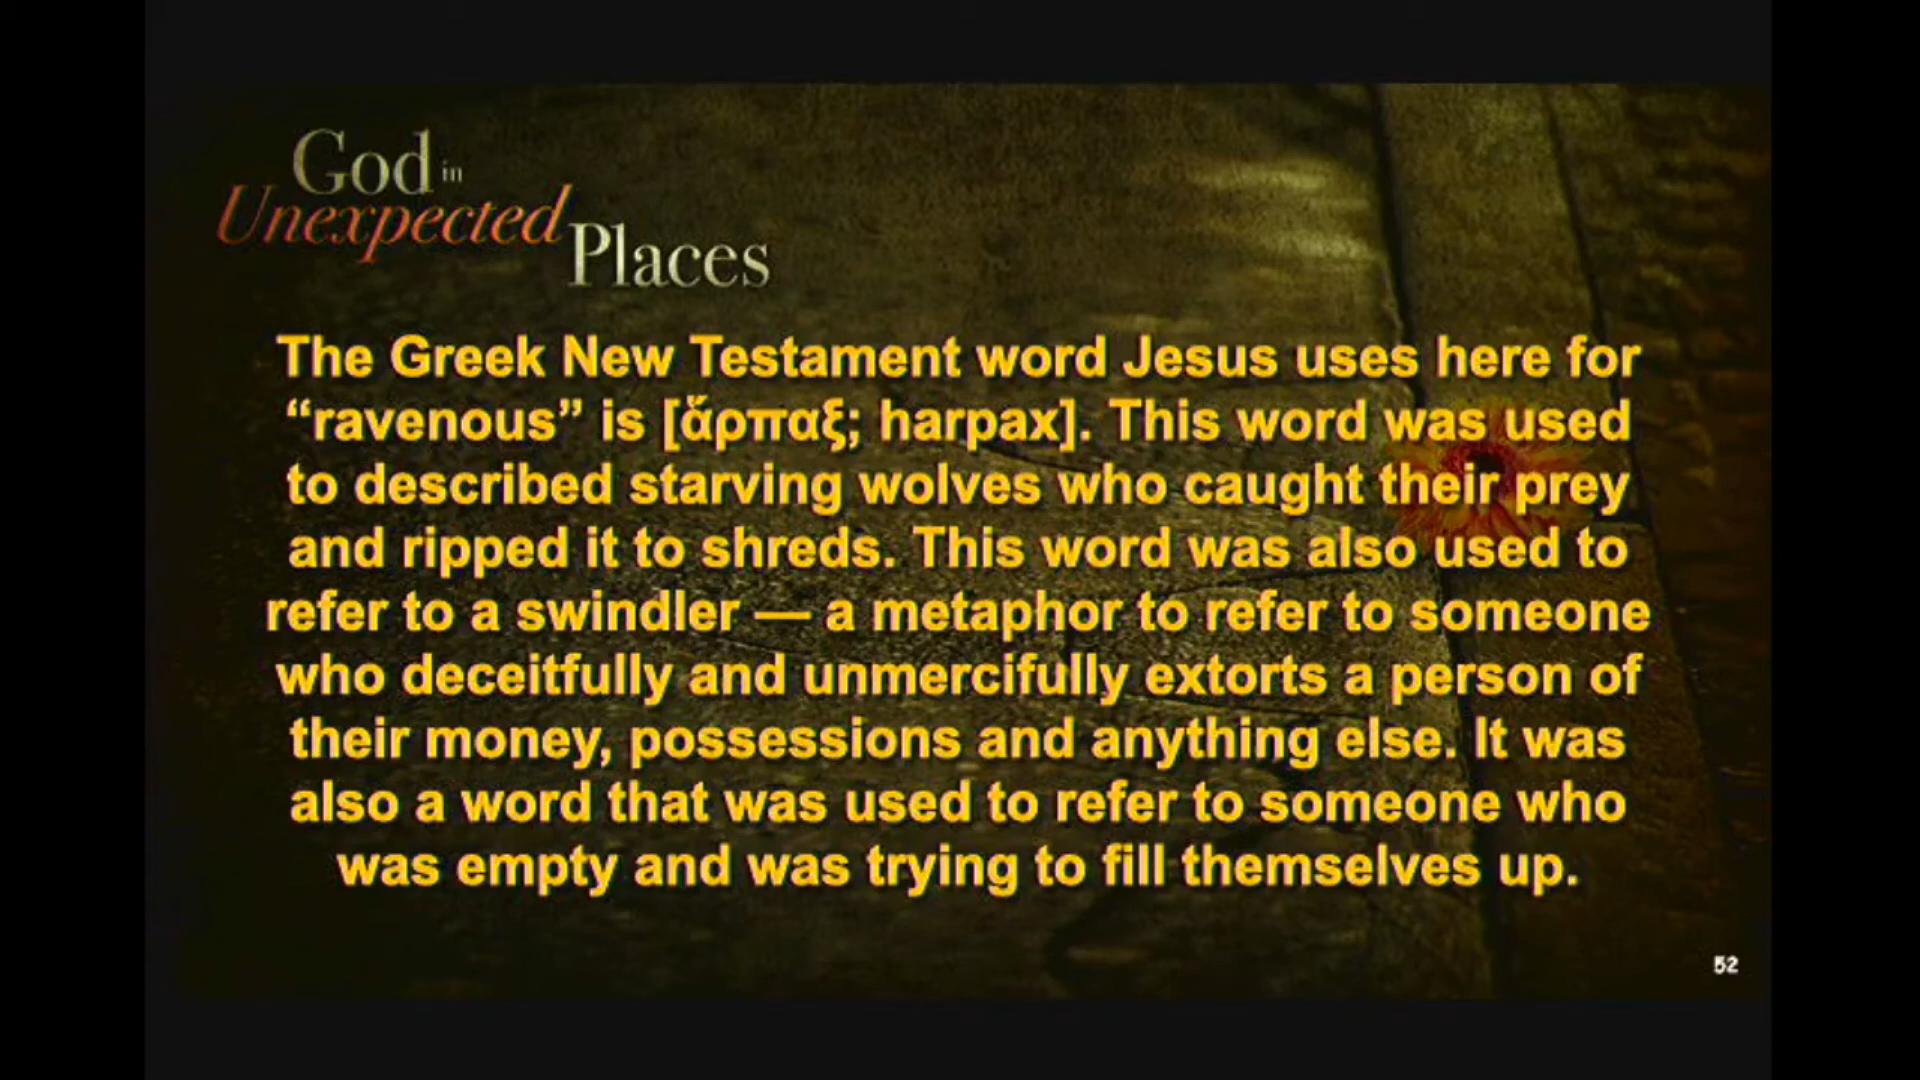 God in
Unexpected
Places
The Greek New Testament word Jesus uses here for
“ravenous” is [ἅρπαξ; harpax]. This word was used
to described starving wolves who caught their prey
and ripped it to shreds. This word was also used to
refer to a swindler — a metaphor to refer to someone
who deceitfully and unmercifully extorts a person of
their money, possessions and anything else. It was
also a word that was used to refer to someone who
was empty and was trying to fill themselves up.
52